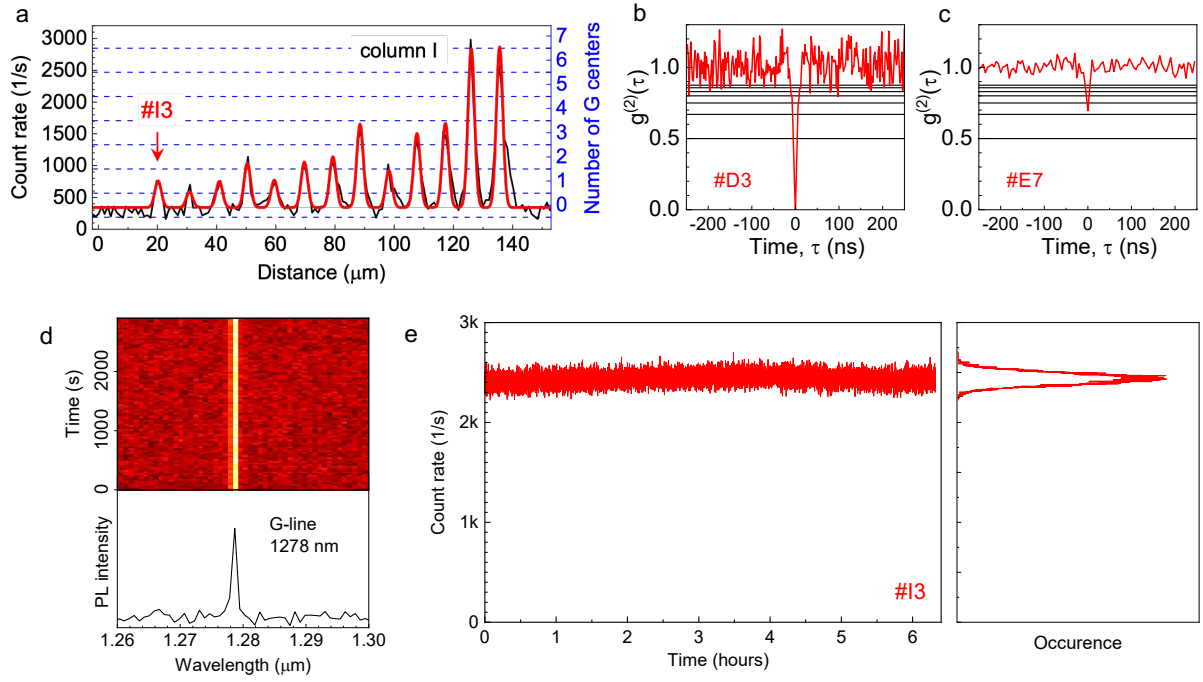 a
3000
2500
2000
1500
1000
500
0
Count rate (1/s)
column I
#I3
7
6
5
4
3
2
1
0
Number of G centers
0 20 40 60 80 100 120 140
Distance (μm)
b
1.0
0.5
0.0
g(2)(τ)
#D3
-200 -100 0 100 200
Time, τ (ns)
c
1.0
0.5
0.0
g(2)(τ)
#E7
-200 -100 0 100 200
Time, τ (ns)
d
2000
1000
0
Time (s)
PL intensity
G-line
1278 nm
1.26 1.27 1.28 1.29 1.30
Wavelength (μm)
e
3k
2k
1k
0
Count rate (1/s)
#I3
0 1 2 3 4 5 6
Time (hours)
Occurence